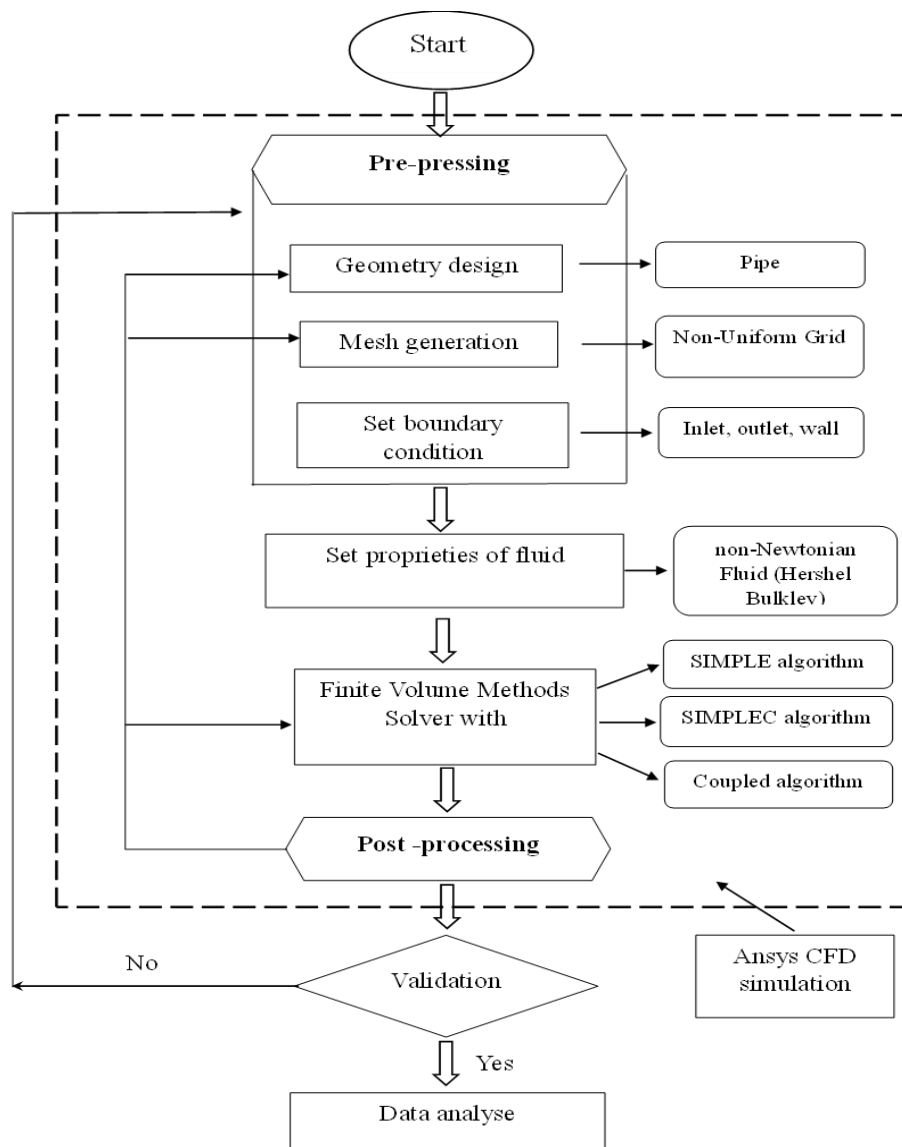 Start
Pre-pressing
Geometry design
Pipe
Mesh generation
Non-Uniform Grid
Set boundary
condition
Inlet, outlet, wall
Set proprieties of fluid
non-Newtonian
Fluid (Hershel
Bulkley)
Finite Volume Methods
Solver with
SIMPLE algorithm
SIMPLEC algorithm
Coupled algorithm
Post -processing
Ansys CFD
simulation
No
Validation
Yes
Data analyse